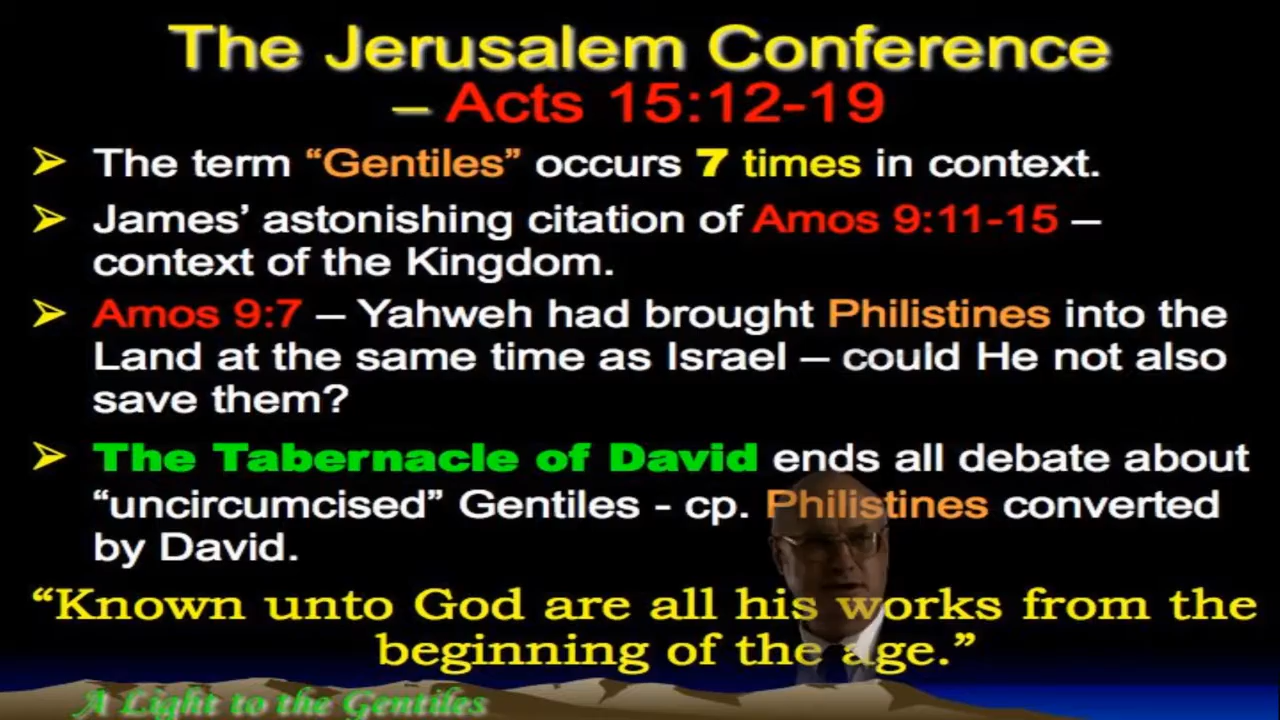 The Jerusalem Conference
– Acts 15:12-19
➢ The term “Gentiles” occurs 7 times in context.
➢ James’ astonishing citation of Amos 9:11-15 –
context of the Kingdom.
➢ Amos 9:7 – Yahweh had brought Philistines into the
Land at the same time as Israel – could He not also
save them?
➢ The Tabernacle of David ends all debate about
“uncircumcised” Gentiles - cp. Philistines converted
by David.
“Known unto God are all his works from the
beginning of the age.”
A Light to the Gentiles